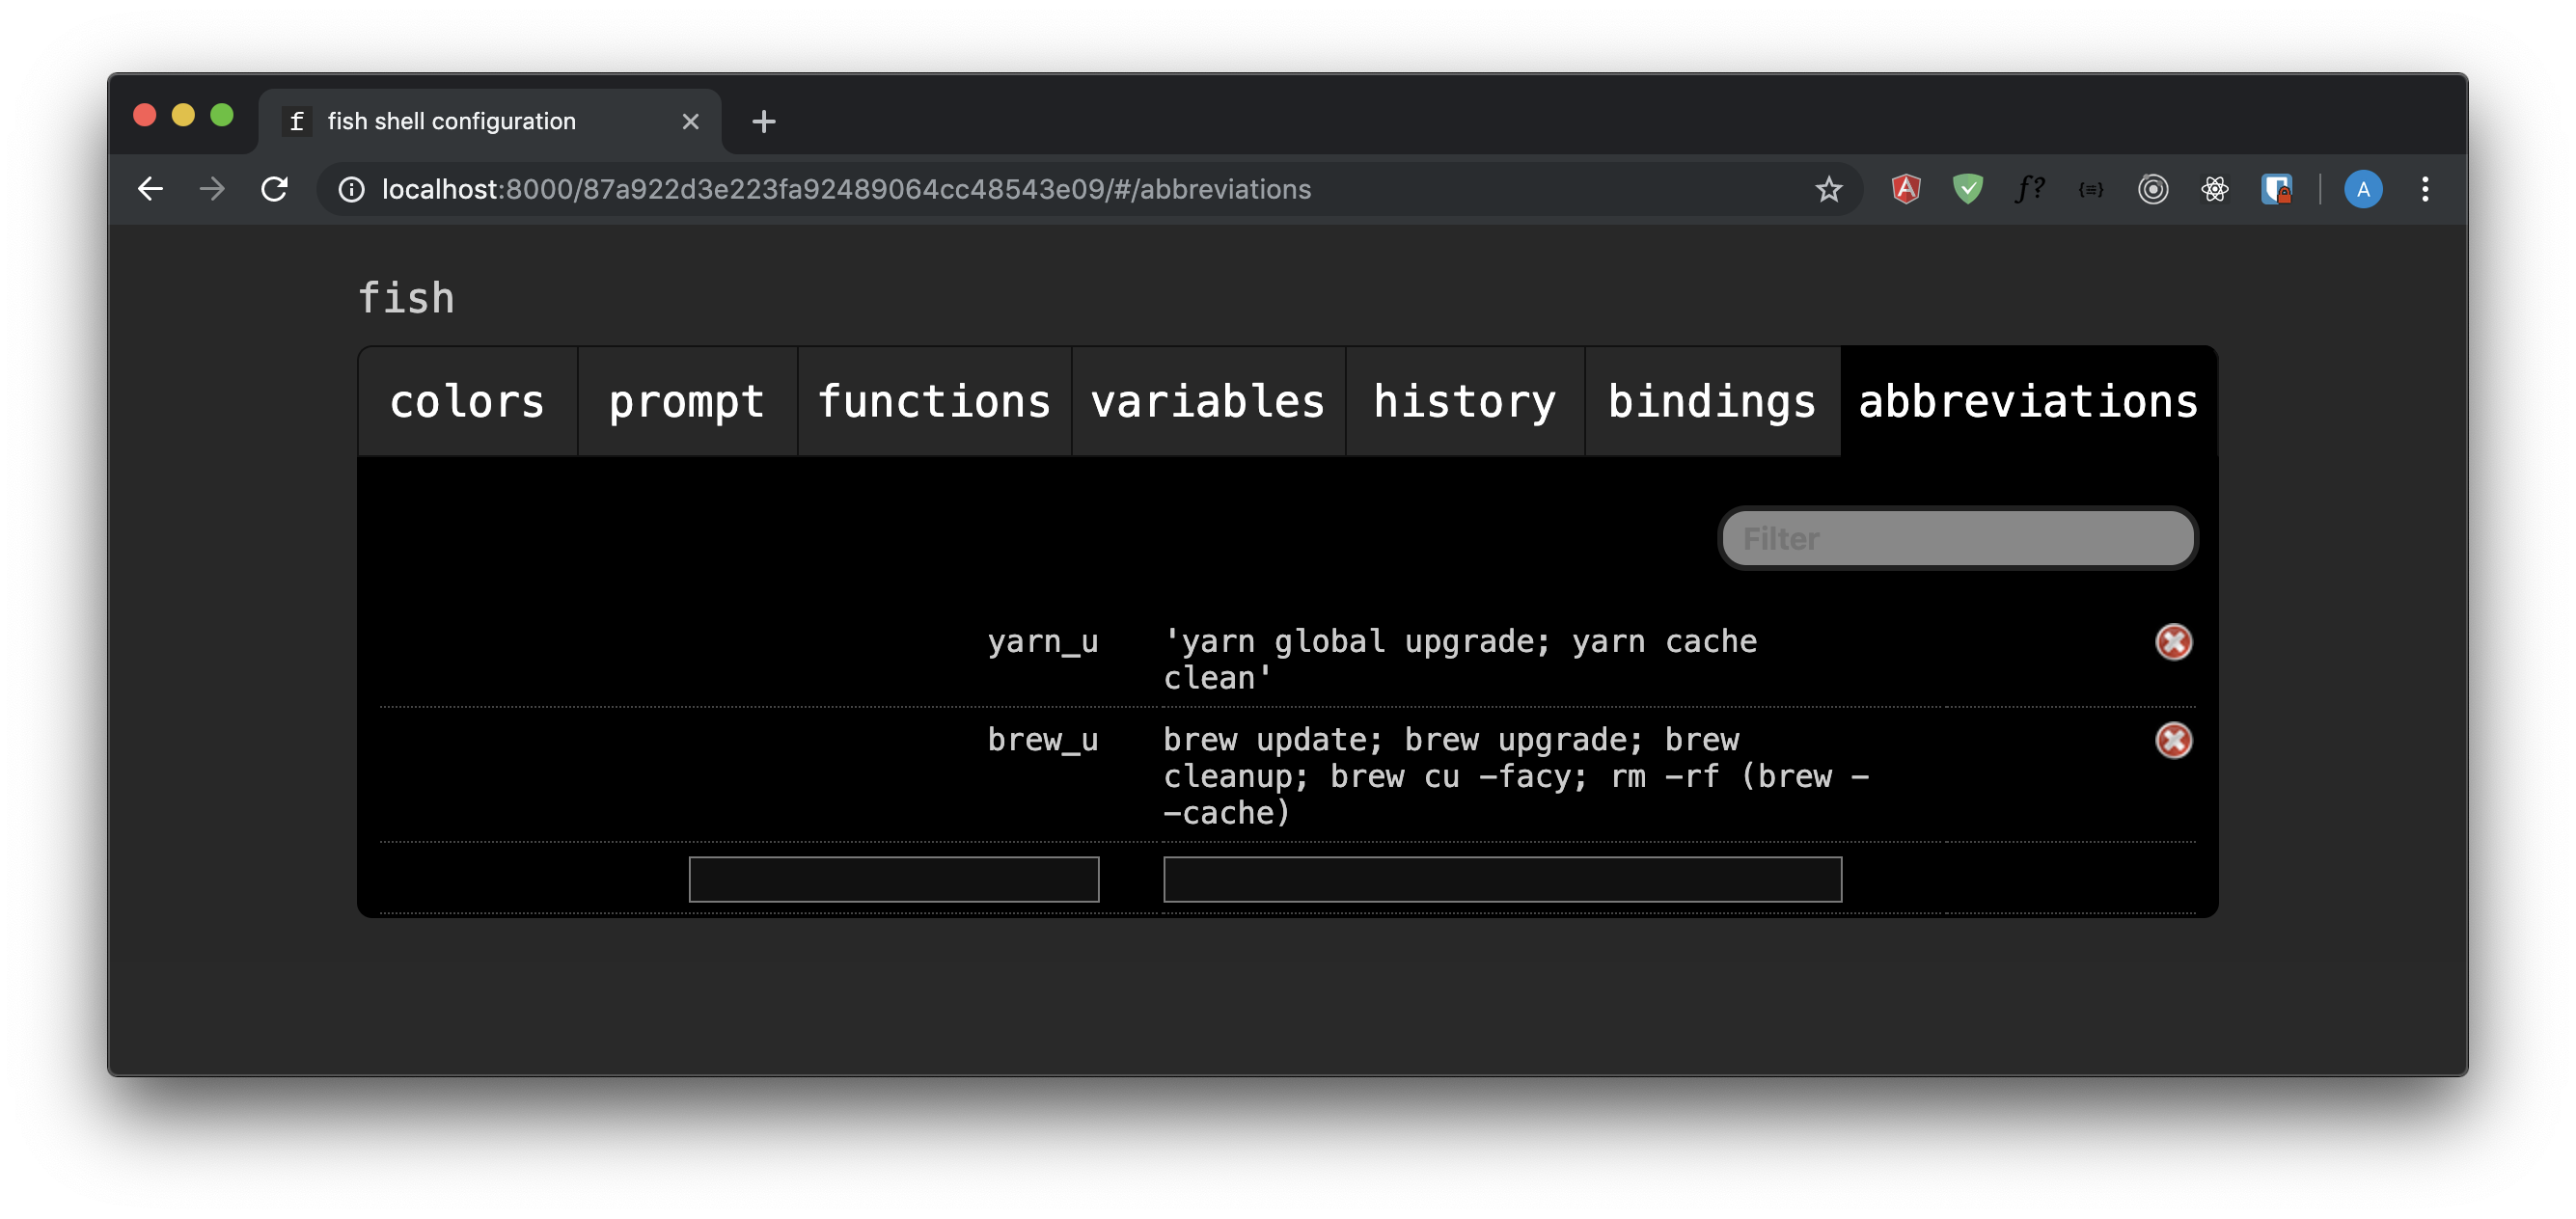 f fish shell configuration
localhost:8000/87a922d3e223fa92489064cc48543e09/#/abbreviations
f?
{≡}
A
fish
colors prompt functions variables history bindings abbreviations
Filter
yarn_u 'yarn global upgrade; yarn cache
clean'
brew_u brew update; brew upgrade; brew
cleanup; brew cu -facy; rm -rf (brew -
-cache)